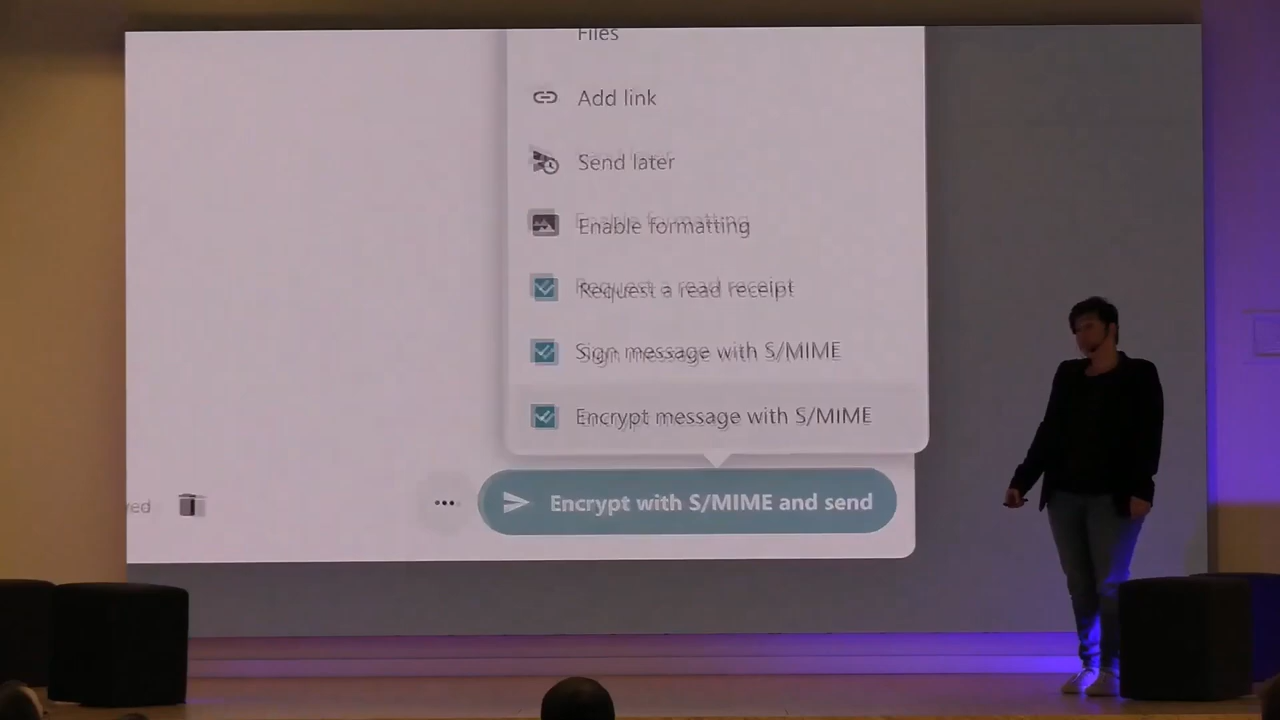 Files
Add link
Send later
Enable formatting
Request a read receipt
Sign message with S/MIME
Encrypt message with S/MIME
ved
Encrypt with S/MIME and send